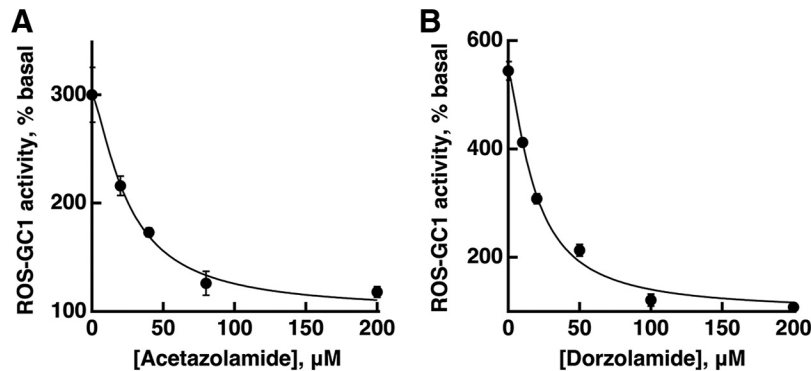 A
ROS-GC1 activity, % basal
300
200
100
0 50 100 150 200
[Acetazolamide], µM
B
ROS-GC1 activity, % basal
600
400
200
0 50 100 150 200
[Dorzolamide], µM